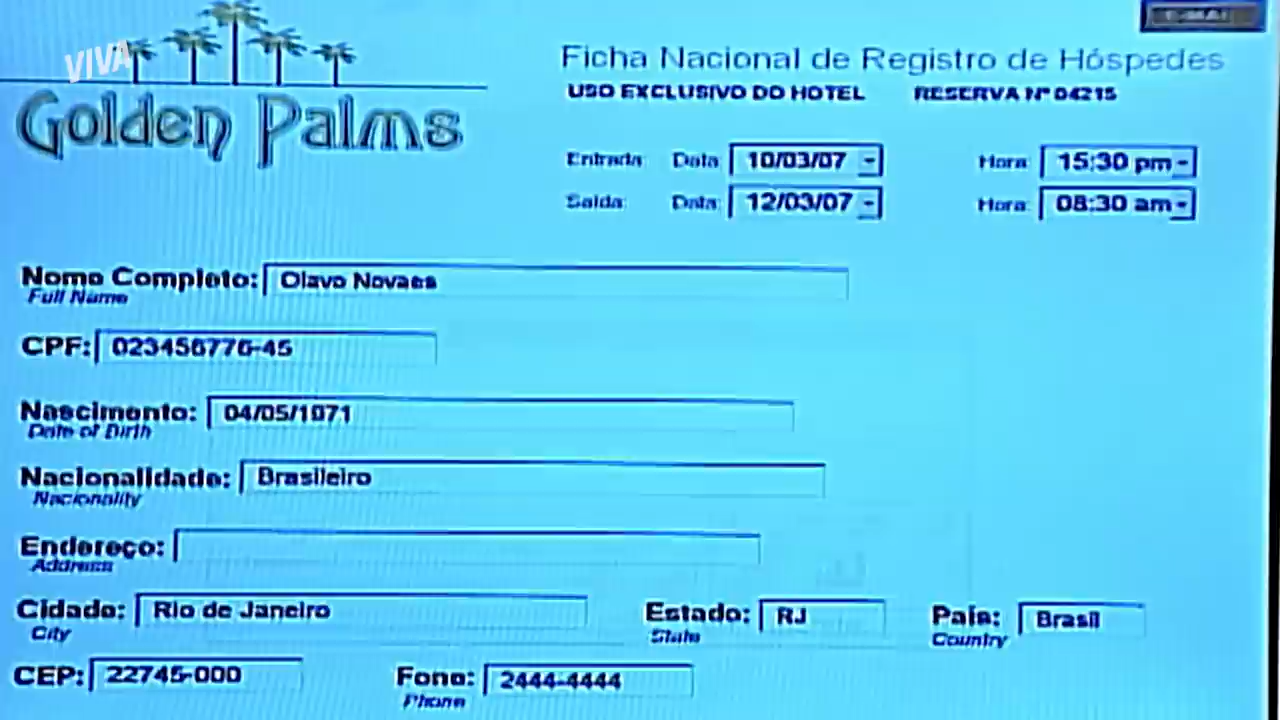 VIVA
Golden Palms
Ficha Nacional de Registro de Hóspedes
USO EXCLUSIVO DO HOTEL RESERVA Nº 04215
Entrada Data 10/03/07 Hora 15:30 pm
Saída Data 12/03/07 Hora 08:30 am
Nome Completo: Olavo Novaes
Full Name
CPF: 023456776-45
Nascimento: 04/05/1971
Date of Birth
Nacionalidade: Brasileiro
Nacionality
Endereço:
Address
Cidade: Rio de Janeiro Estado: RJ País: Brasil
City State Country
CEP: 22745-000 Fone: 2444-4444
Phone